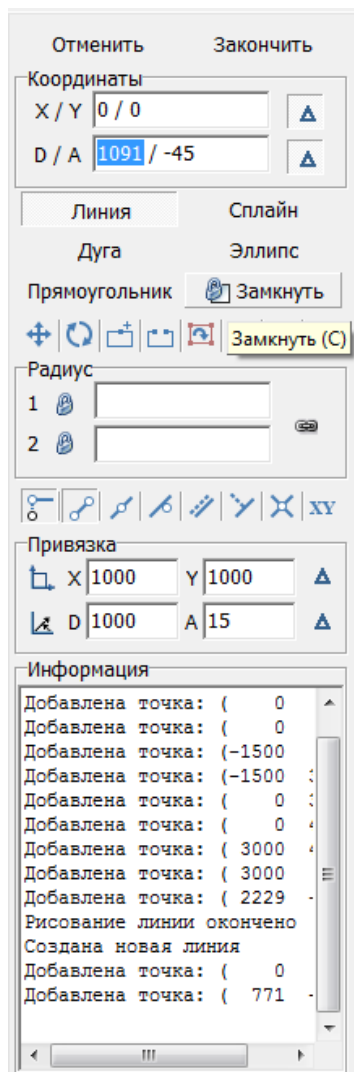 Отменить Закончить
Координаты
X / Y 0 / 0 Δ
D / A 1091 / -45 Δ
Линия Сплайн
Дуга Эллипс
Прямоугольник Замкнуть
Замкнуть (C)
Радиус
1
2
XY
Привязка
X 1000 Y 1000 Δ
D 1000 A 15 Δ
Информация
Добавлена точка: ( 0
Добавлена точка: ( 0
Добавлена точка: (-1500
Добавлена точка: (-1500
Добавлена точка: ( 0
Добавлена точка: ( 0
Добавлена точка: ( 3000
Добавлена точка: ( 3000
Добавлена точка: ( 2229 -
Рисование линии окончено
Создана новая линия
Добавлена точка: ( 0
Добавлена точка: ( 771 -